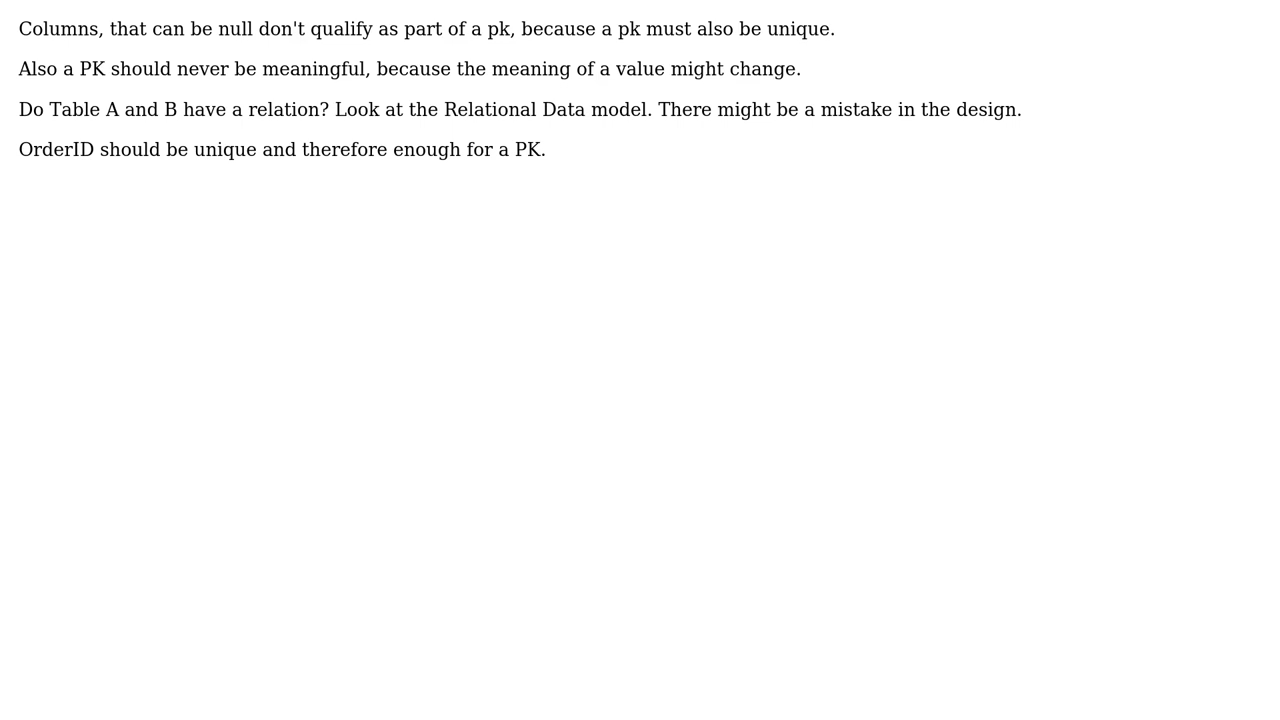 Columns, that can be null don't qualify as part of a pk, because a pk must also be unique.
Also a PK should never be meaningful, because the meaning of a value might change.
Do Table A and B have a relation? Look at the Relational Data model. There might be a mistake in the design.
OrderID should be unique and therefore enough for a PK.